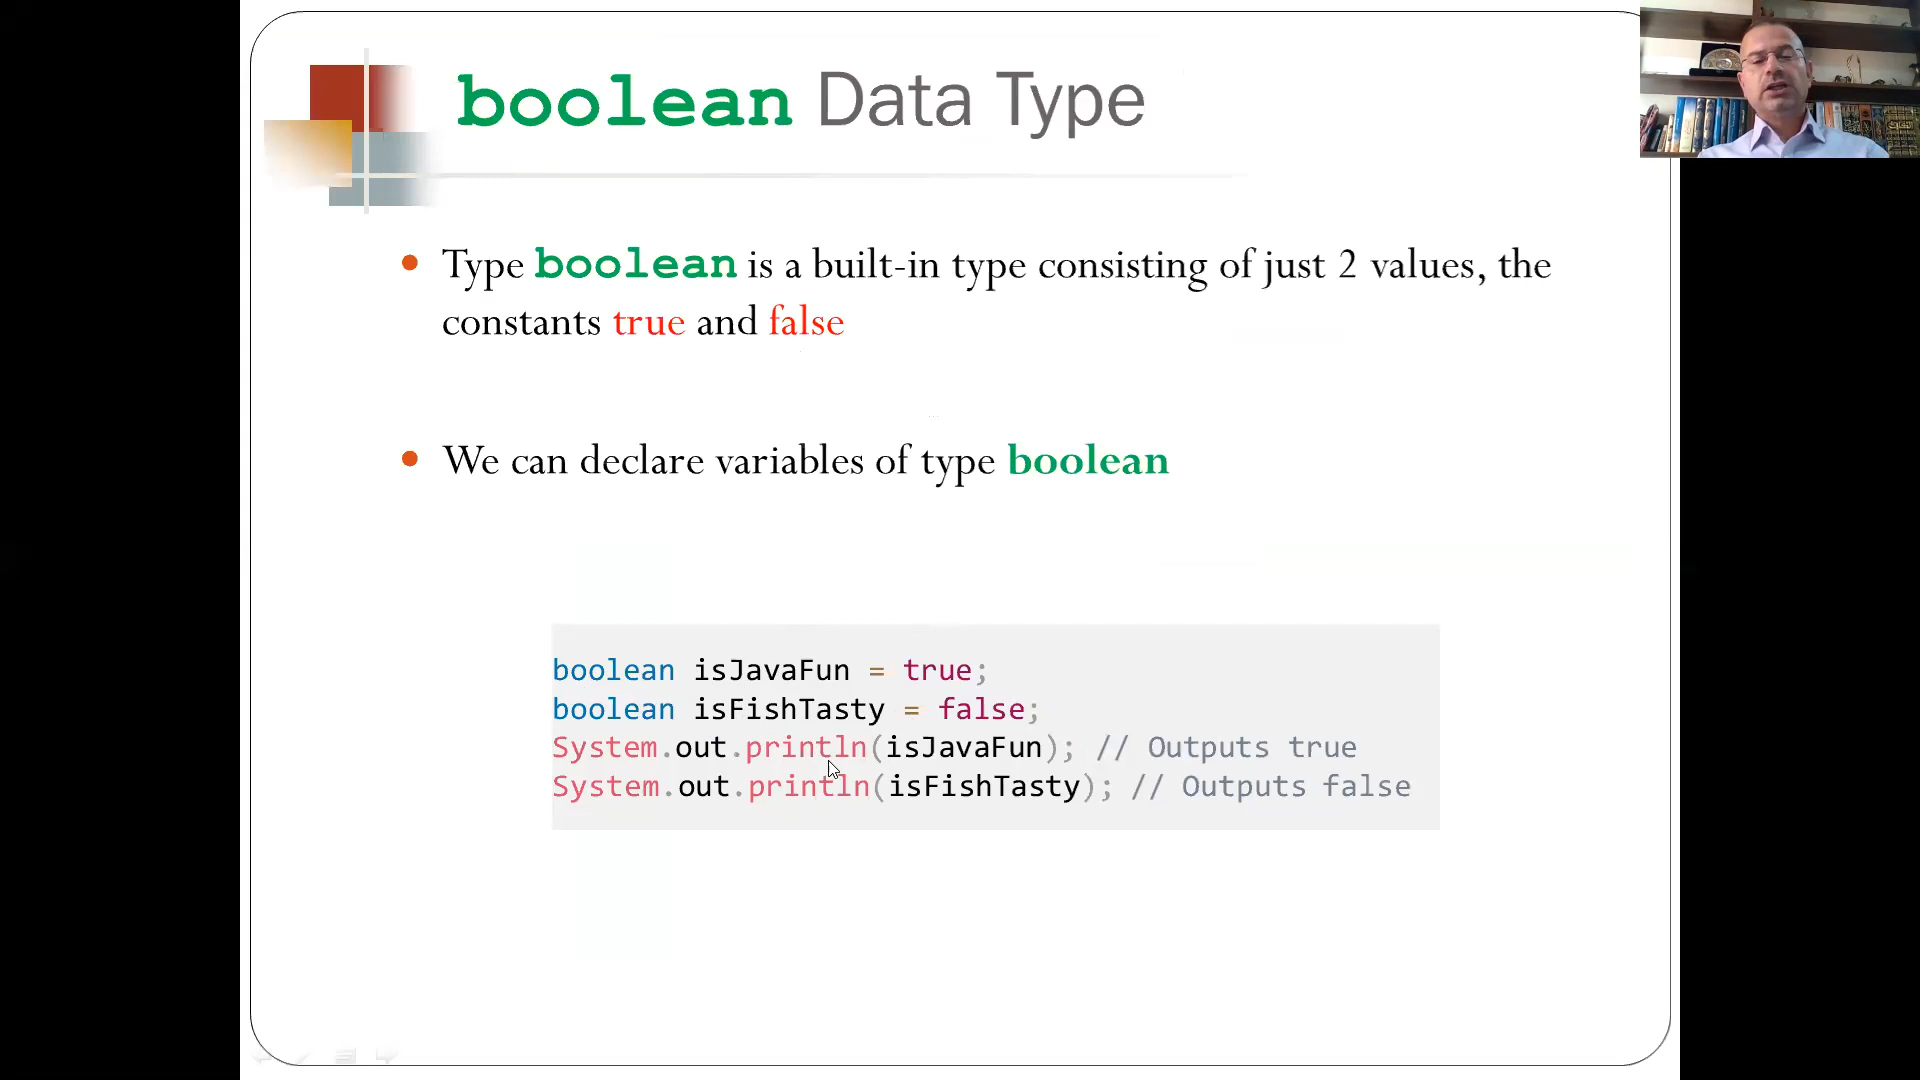 boolean Data Type
Type boolean is a built-in type consisting of just 2 values, the
constants true and false
We can declare variables of type boolean
boolean isJavaFun = true;
boolean isFishTasty = false;
System.out.println(isJavaFun); // Outputs true
System.out.println(isFishTasty); // Outputs false